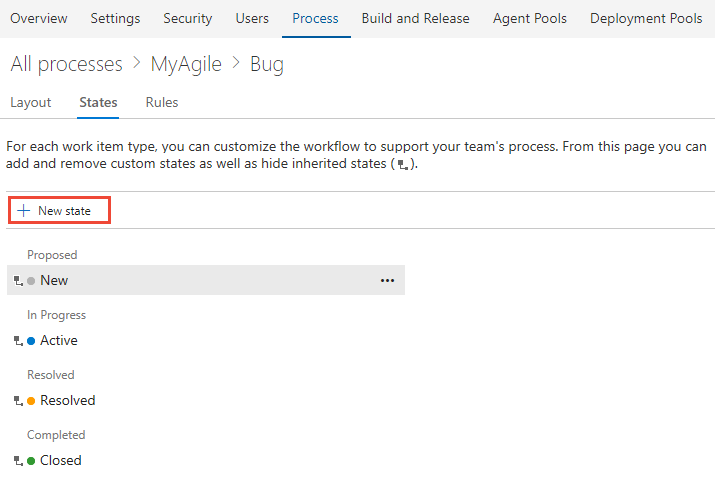 Overview Settings Security Users Process Build and Release Agent Pools Deployment Pools
All processes > MyAgile > Bug
Layout States Rules
For each work item type, you can customize the workflow to support your team's process. From this page you can
add and remove custom states as well as hide inherited states ( ).
+ New state
Proposed
New ...
In Progress
Active
Resolved
Resolved
Completed
Closed